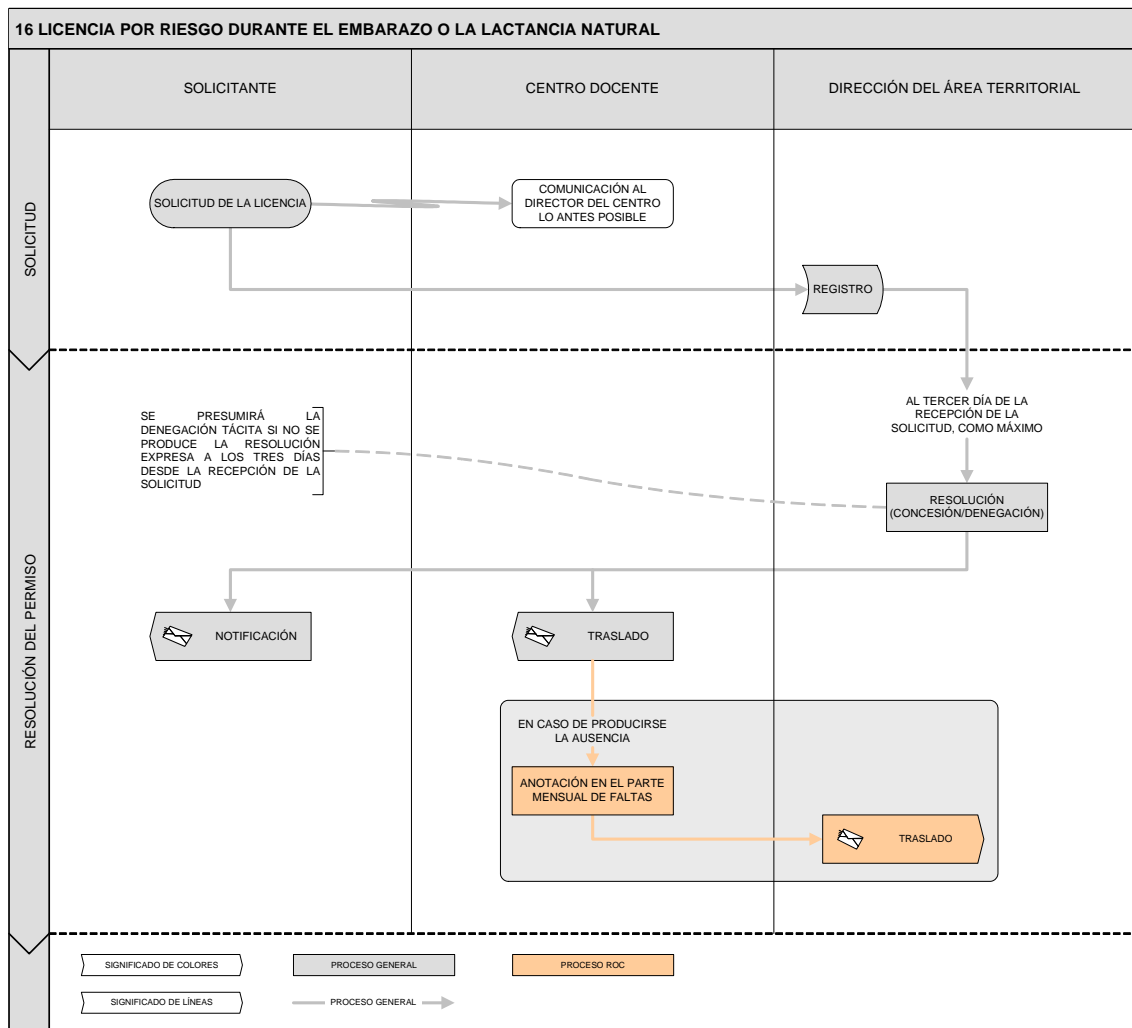 16 LICENCIA POR RIESGO DURANTE EL EMBARAZO O LA LACTANCIA NATURAL
SOLICITANTE
CENTRO DOCENTE
DIRECCIÓN DEL ÁREA TERRITORIAL
SOLICITUD
SOLICITUD DE LA LICENCIA
COMUNICACIÓN AL
DIRECTOR DEL CENTRO
LO ANTES POSIBLE
REGISTRO
RESOLUCIÓN DEL PERMISO
SE PRESUMIRÁ LA
DENEGACIÓN TÁCITA SI NO SE
PRODUCE LA RESOLUCIÓN
EXPRESA A LOS TRES DÍAS
DESDE LA RECEPCIÓN DE LA
SOLICITUD
AL TERCER DÍA DE LA
RECEPCIÓN DE LA
SOLICITUD, COMO MÁXIMO
RESOLUCIÓN
(CONCESIÓN/DENEGACIÓN)
NOTIFICACIÓN
TRASLADO
EN CASO DE PRODUCIRSE
LA AUSENCIA
ANOTACIÓN EN EL PARTE
MENSUAL DE FALTAS
TRASLADO
SIGNIFICADO DE COLORES
PROCESO GENERAL
PROCESO ROC
SIGNIFICADO DE LÍNEAS
PROCESO GENERAL